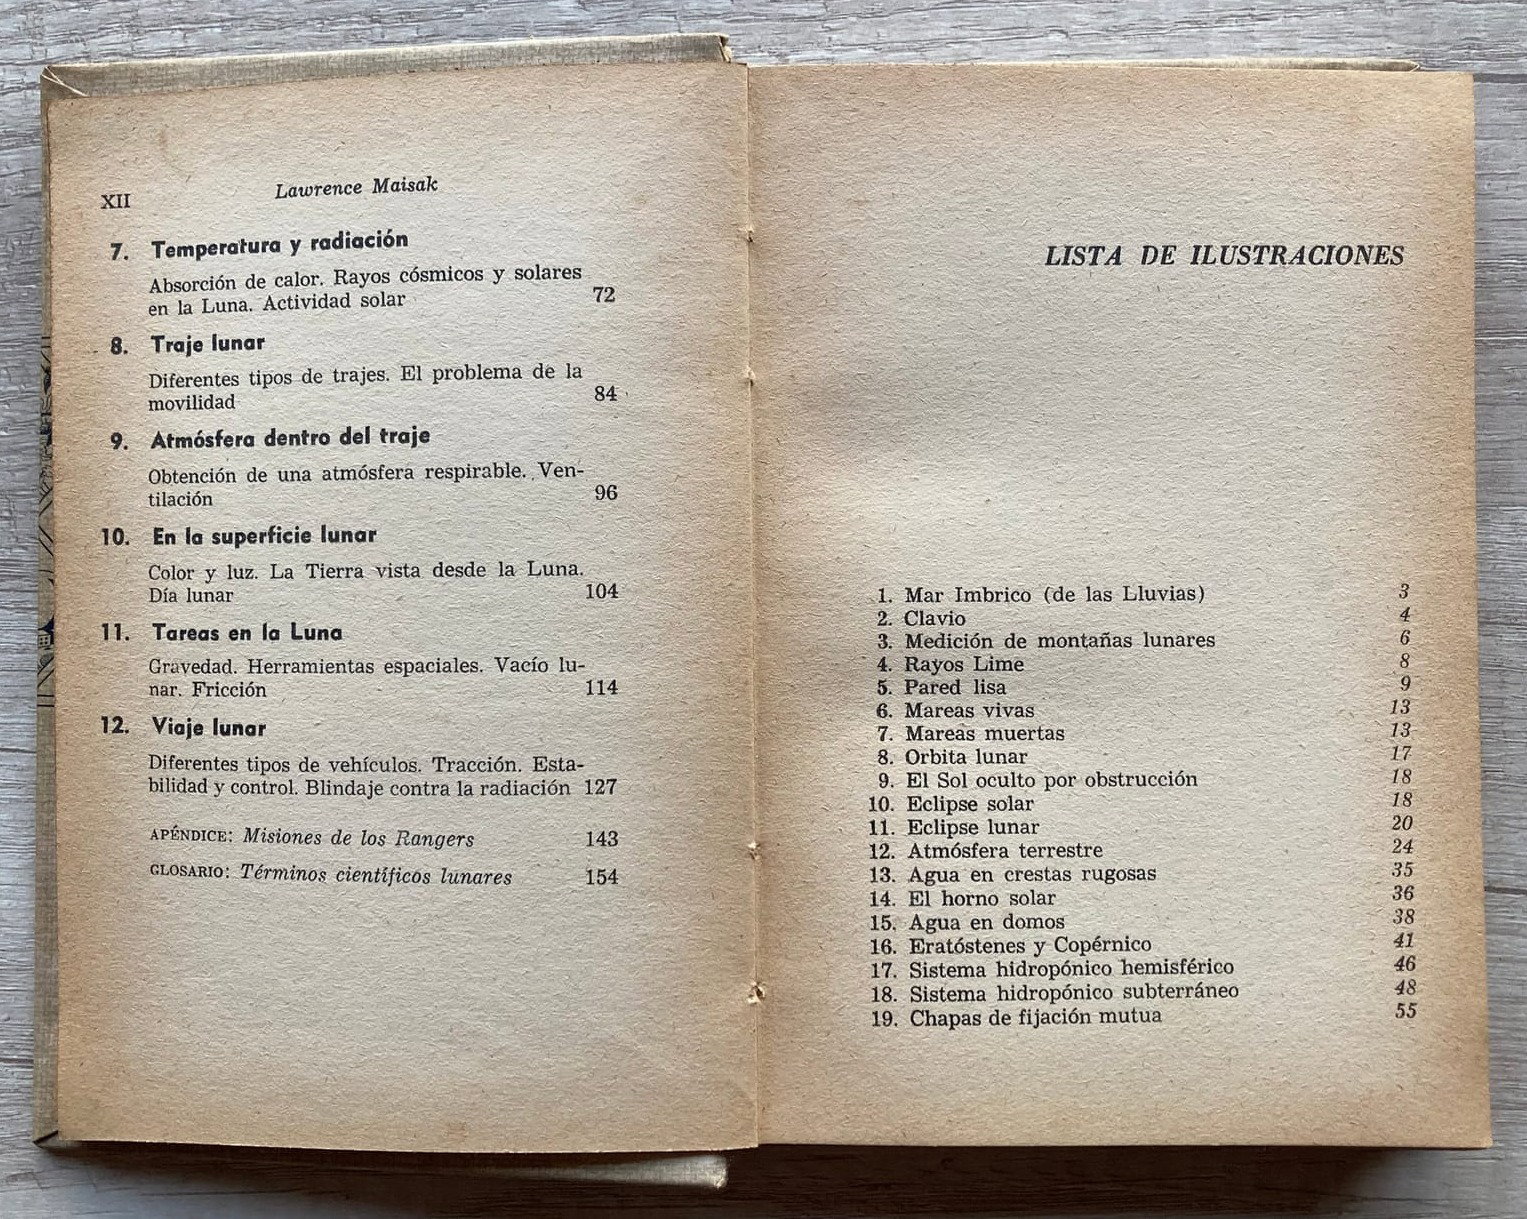 XII
Lawrence Maisak
7. Temperatura y radiación
Absorción de calor. Rayos cósmicos y solares
en la Luna. Actividad solar 72
8. Traje lunar
Diferentes tipos de trajes. El problema de la
movilidad 84
9. Atmósfera dentro del traje
Obtención de una atmósfera respirable. Ven-
tilación 96
10. En la superficie lunar
Color y luz. La Tierra vista desde la Luna.
Día lunar 104
11. Tareas en la Luna
Gravedad. Herramientas espaciales. Vacío lu-
nar. Fricción 114
12. Viaje lunar
Diferentes tipos de vehículos. Tracción. Esta-
bilidad y control. Blindaje contra la radiación 127
APÉNDICE: Misiones de los Rangers 143
GLOSARIO: Términos científicos lunares 154
LISTA DE ILUSTRACIONES
1. Mar Imbrico (de las Lluvias) 3
2. Clavio 4
3. Medición de montañas lunares 6
4. Rayos Lime 8
5. Pared lisa 9
6. Mareas vivas 13
7. Mareas muertas 13
8. Orbita lunar 17
9. El Sol oculto por obstrucción 18
10. Eclipse solar 18
11. Eclipse lunar 20
12. Atmósfera terrestre 24
13. Agua en crestas rugosas 35
14. El horno solar 36
15. Agua en domos 38
16. Eratóstenes y Copérnico 41
17. Sistema hidropónico hemisférico 46
18. Sistema hidropónico subterráneo 48
19. Chapas de fijación mutua 55